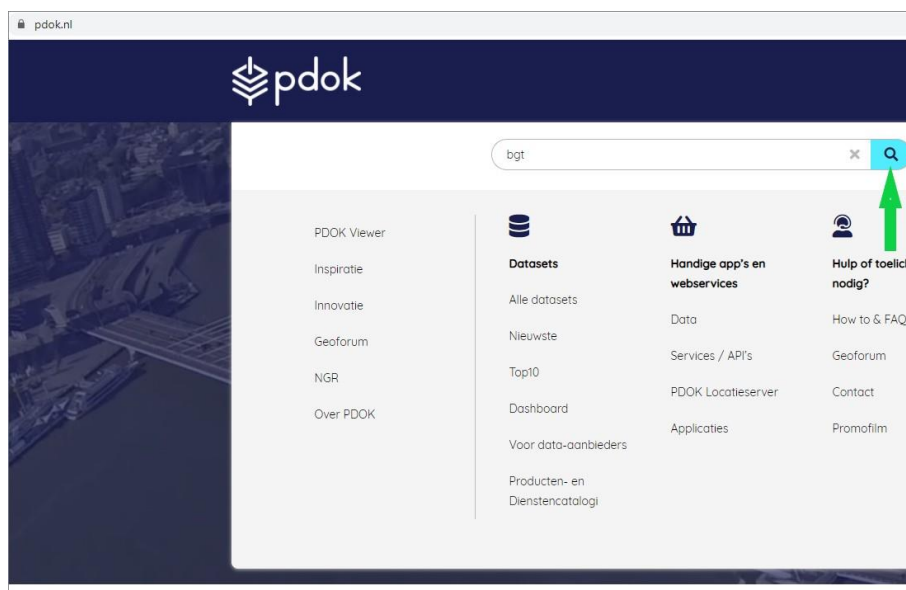 pdok.nl
pdok
bgt
PDOK Viewer
Inspiratie
Innovatie
Geoforum
NGR
Over PDOK
Datasets
Alle datasets
Nieuwste
Top10
Dashboard
Voor data-aanbieders
Producten- en
Dienstencatalogi
Handige app's en
webservices
Data
Services / API's
PDOK Locatieserver
Applicaties
Hulp of
nodig?
How to & FAQ
Geoforum
Contact
Promofilm